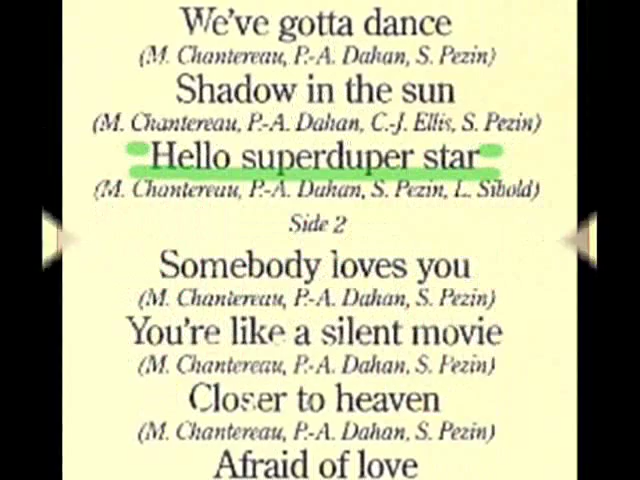 We've gotta dance
(M. Chantereau, P.-A. Dahan, S. Pezin)
Shadow in the sun
(M. Chantereau, P.-A. Dahan, C.-J. Ellis, S. Pezin)
Hello superduper star
(M. Chantereau, P.-A. Dahan, S. Pezin, L. Sibold)
Side 2
Somebody loves you
(M. Chantereau, P.-A. Dahan, S. Pezin)
You're like a silent movie
(M. Chantereau, P.-A. Dahan, S. Pezin)
Closer to heaven
(M. Chantereau, P.-A. Dahan, S. Pezin)
Afraid of love